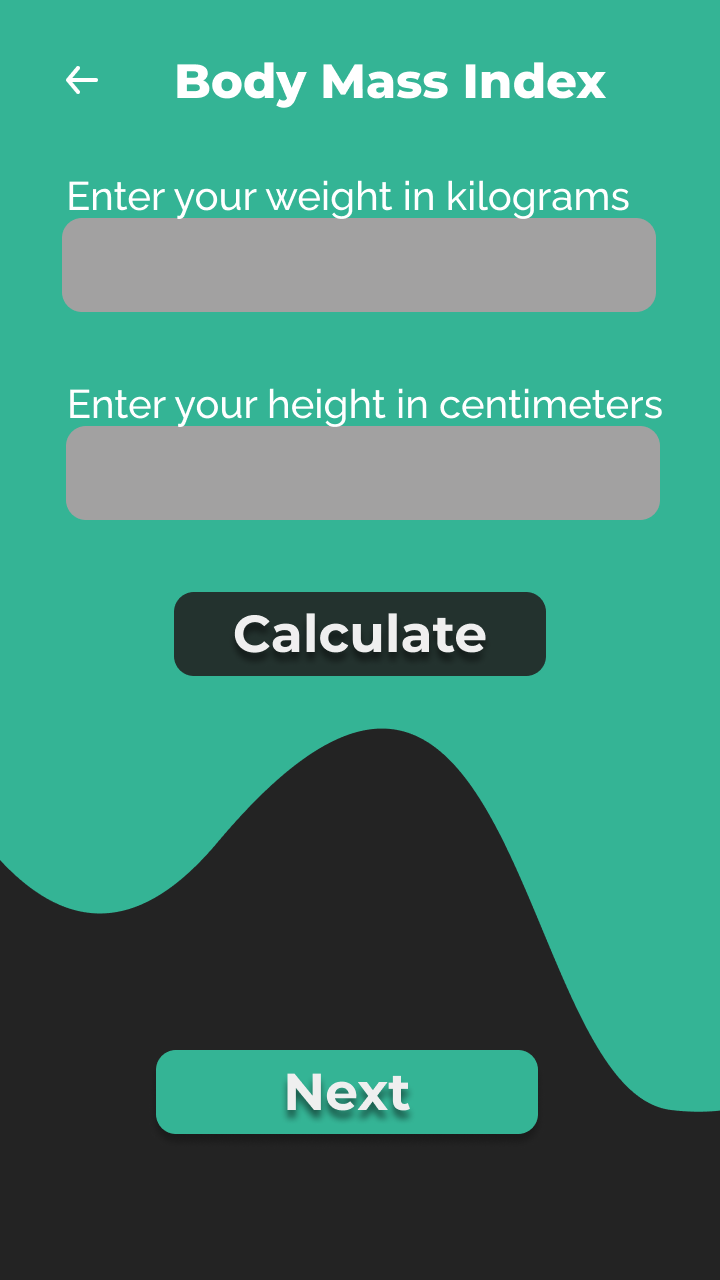 Body Mass Index
Enter your weight in kilograms
Enter your height in centimeters
Calculate
Next